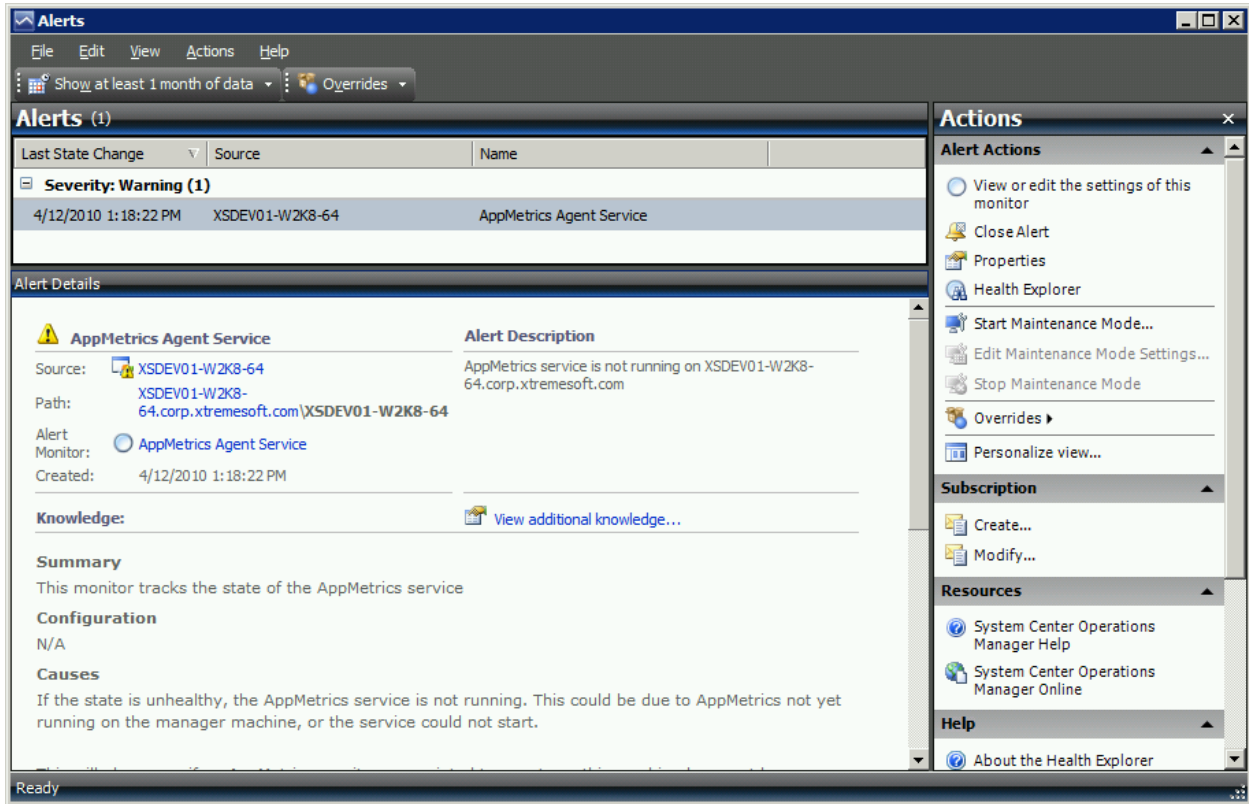 Alerts
File Edit View Actions Help
Show at least 1 month of data Overrides
Alerts (1)
Last State Change Source Name
Severity: Warning (1)
4/12/2010 1:18:22 PM XSDEV01-W2K8-64 AppMetrics Agent Service
Alert Details
AppMetrics Agent Service
Source: XSDEV01-W2K8-64
Path: XSDEV01-W2K8-
64.corp.xtremesoft.com\XSDEV01-W2K8-64
Alert
Monitor: AppMetrics Agent Service
Created: 4/12/2010 1:18:22 PM
Alert Description
AppMetrics service is not running on XSDEV01-W2K8-
64.corp.xtremesoft.com
Knowledge:
View additional knowledge...
Summary
This monitor tracks the state of the AppMetrics service
Configuration
N/A
Causes
If the state is unhealthy, the AppMetrics service is not running. This could be due to AppMetrics not yet
running on the manager machine, or the service could not start.
Actions
Alert Actions
View or edit the settings of this
monitor
Close Alert
Properties
Health Explorer
Start Maintenance Mode...
Edit Maintenance Mode Settings...
Stop Maintenance Mode
Overrides
Personalize view...
Subscription
Create...
Modify...
Resources
System Center Operations
Manager Help
System Center Operations
Manager Online
Help
About the Health Explorer
Ready